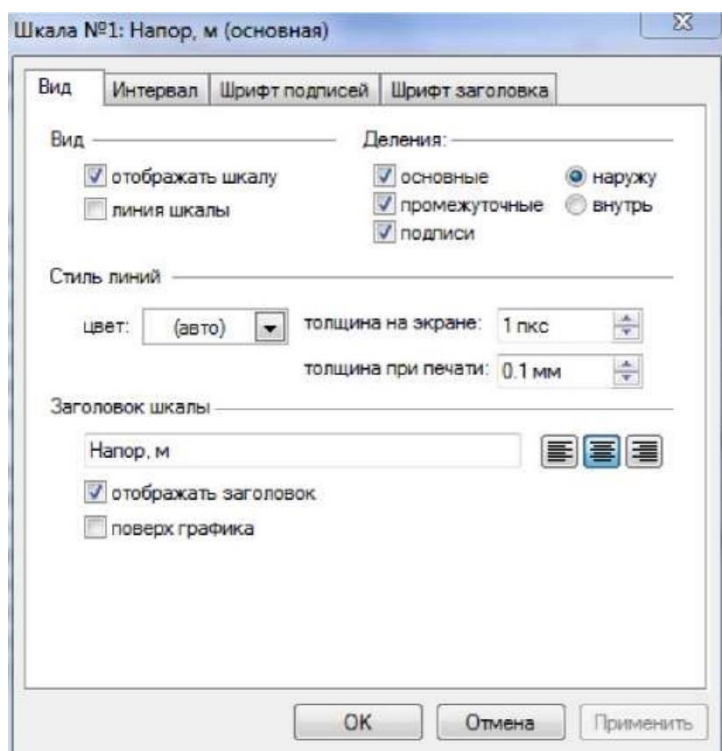 Шкала №1: Напор, м (основная)
Вид Интервал Шрифт подписей Шрифт заголовка
Вид Деления:
отображать шкалу основные наружу
линия шкалы промежуточные внутрь
подписи
Стиль линий
цвет: (авто) толщина на экране: 1 пкс
толщина при печати: 0.1 мм
Заголовок шкалы
Напор, м
отображать заголовок
поверх графика
OK Отмена Применить